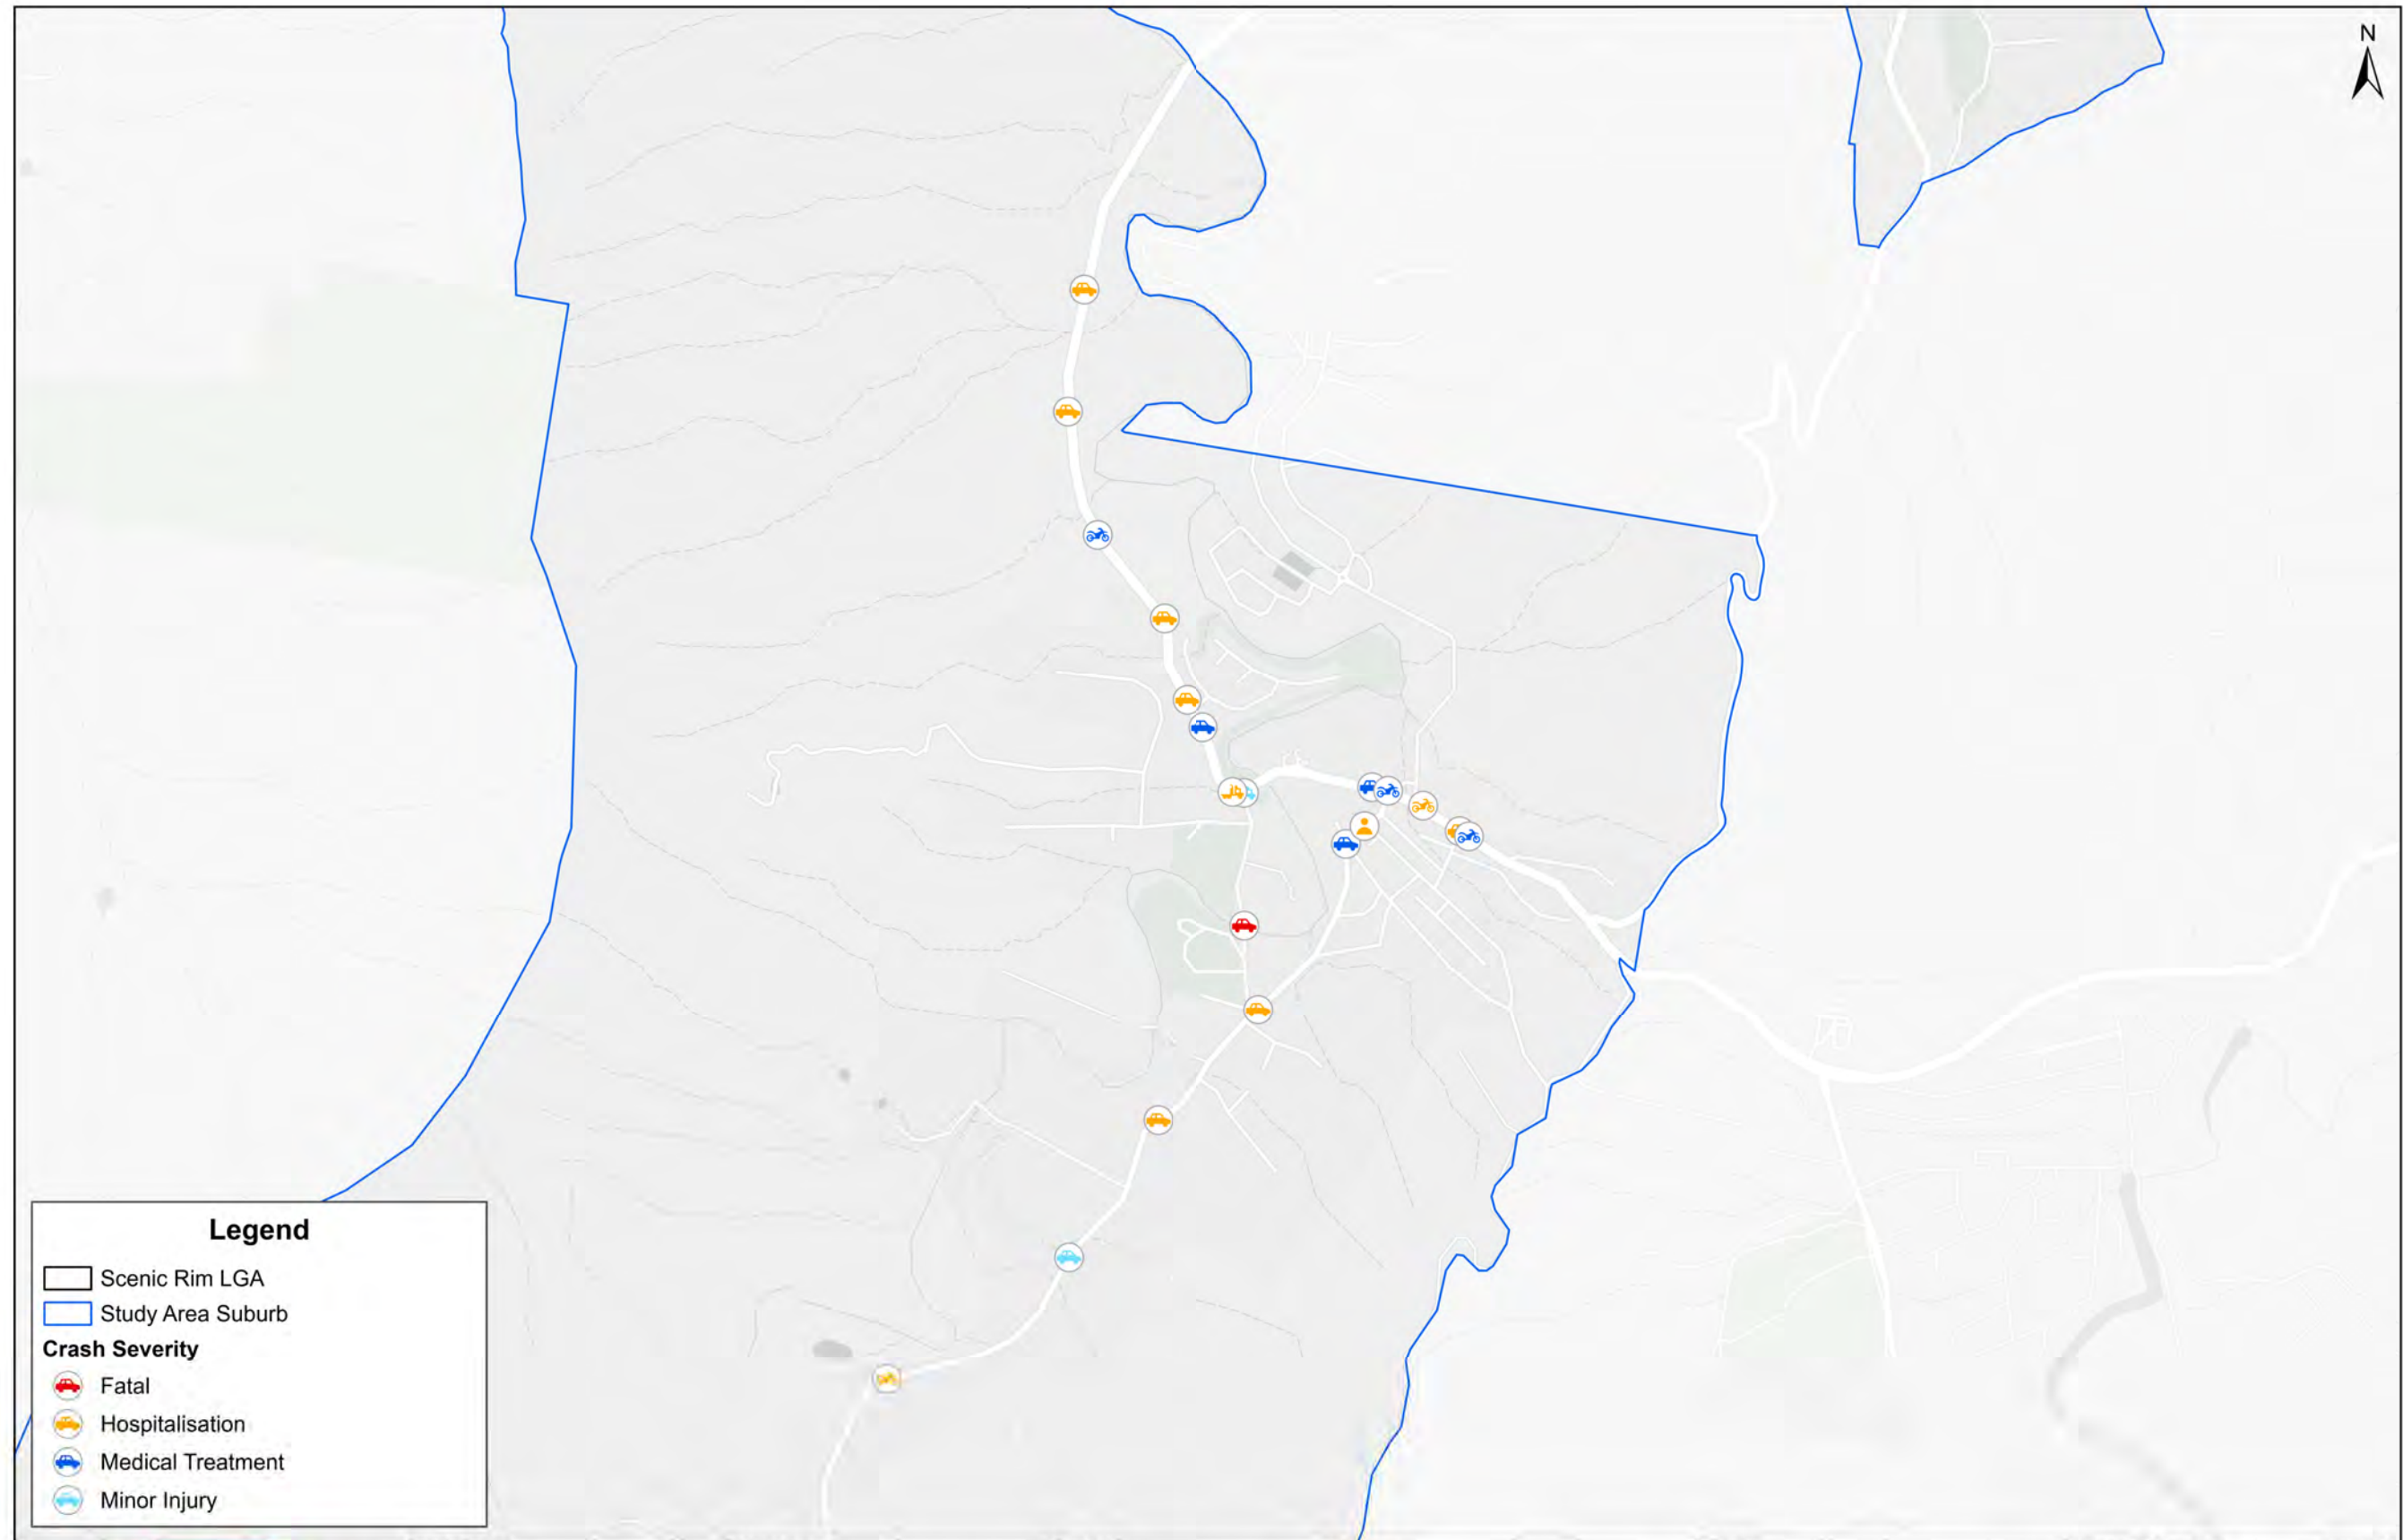 N
Legend
Scenic Rim LGA
Study Area Suburb
Crash Severity
Fatal
Hospitalisation
Medical Treatment
Minor Injury